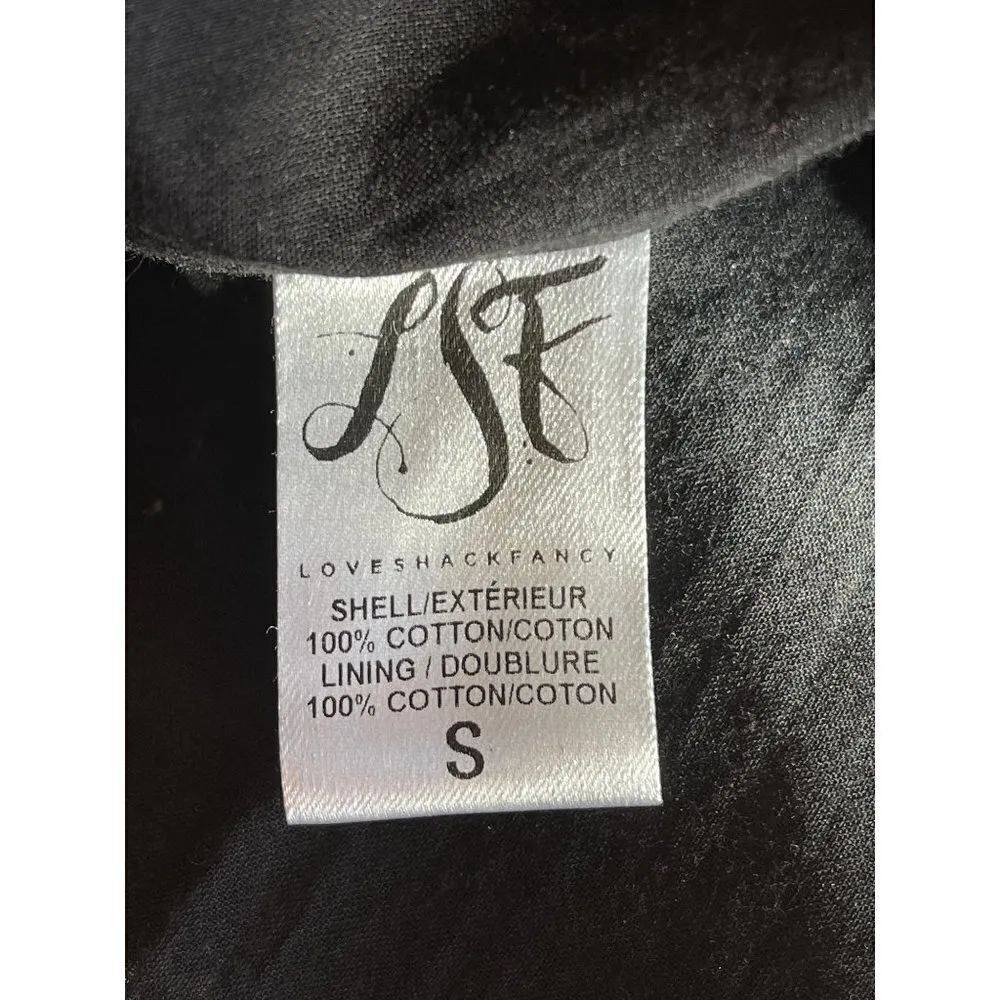 LSF
LOVESHACKFANCY
SHELL/EXTÉRIEUR
100% COTTON/COTON
LINING / DOUBLURE
100% COTTON/COTON
S